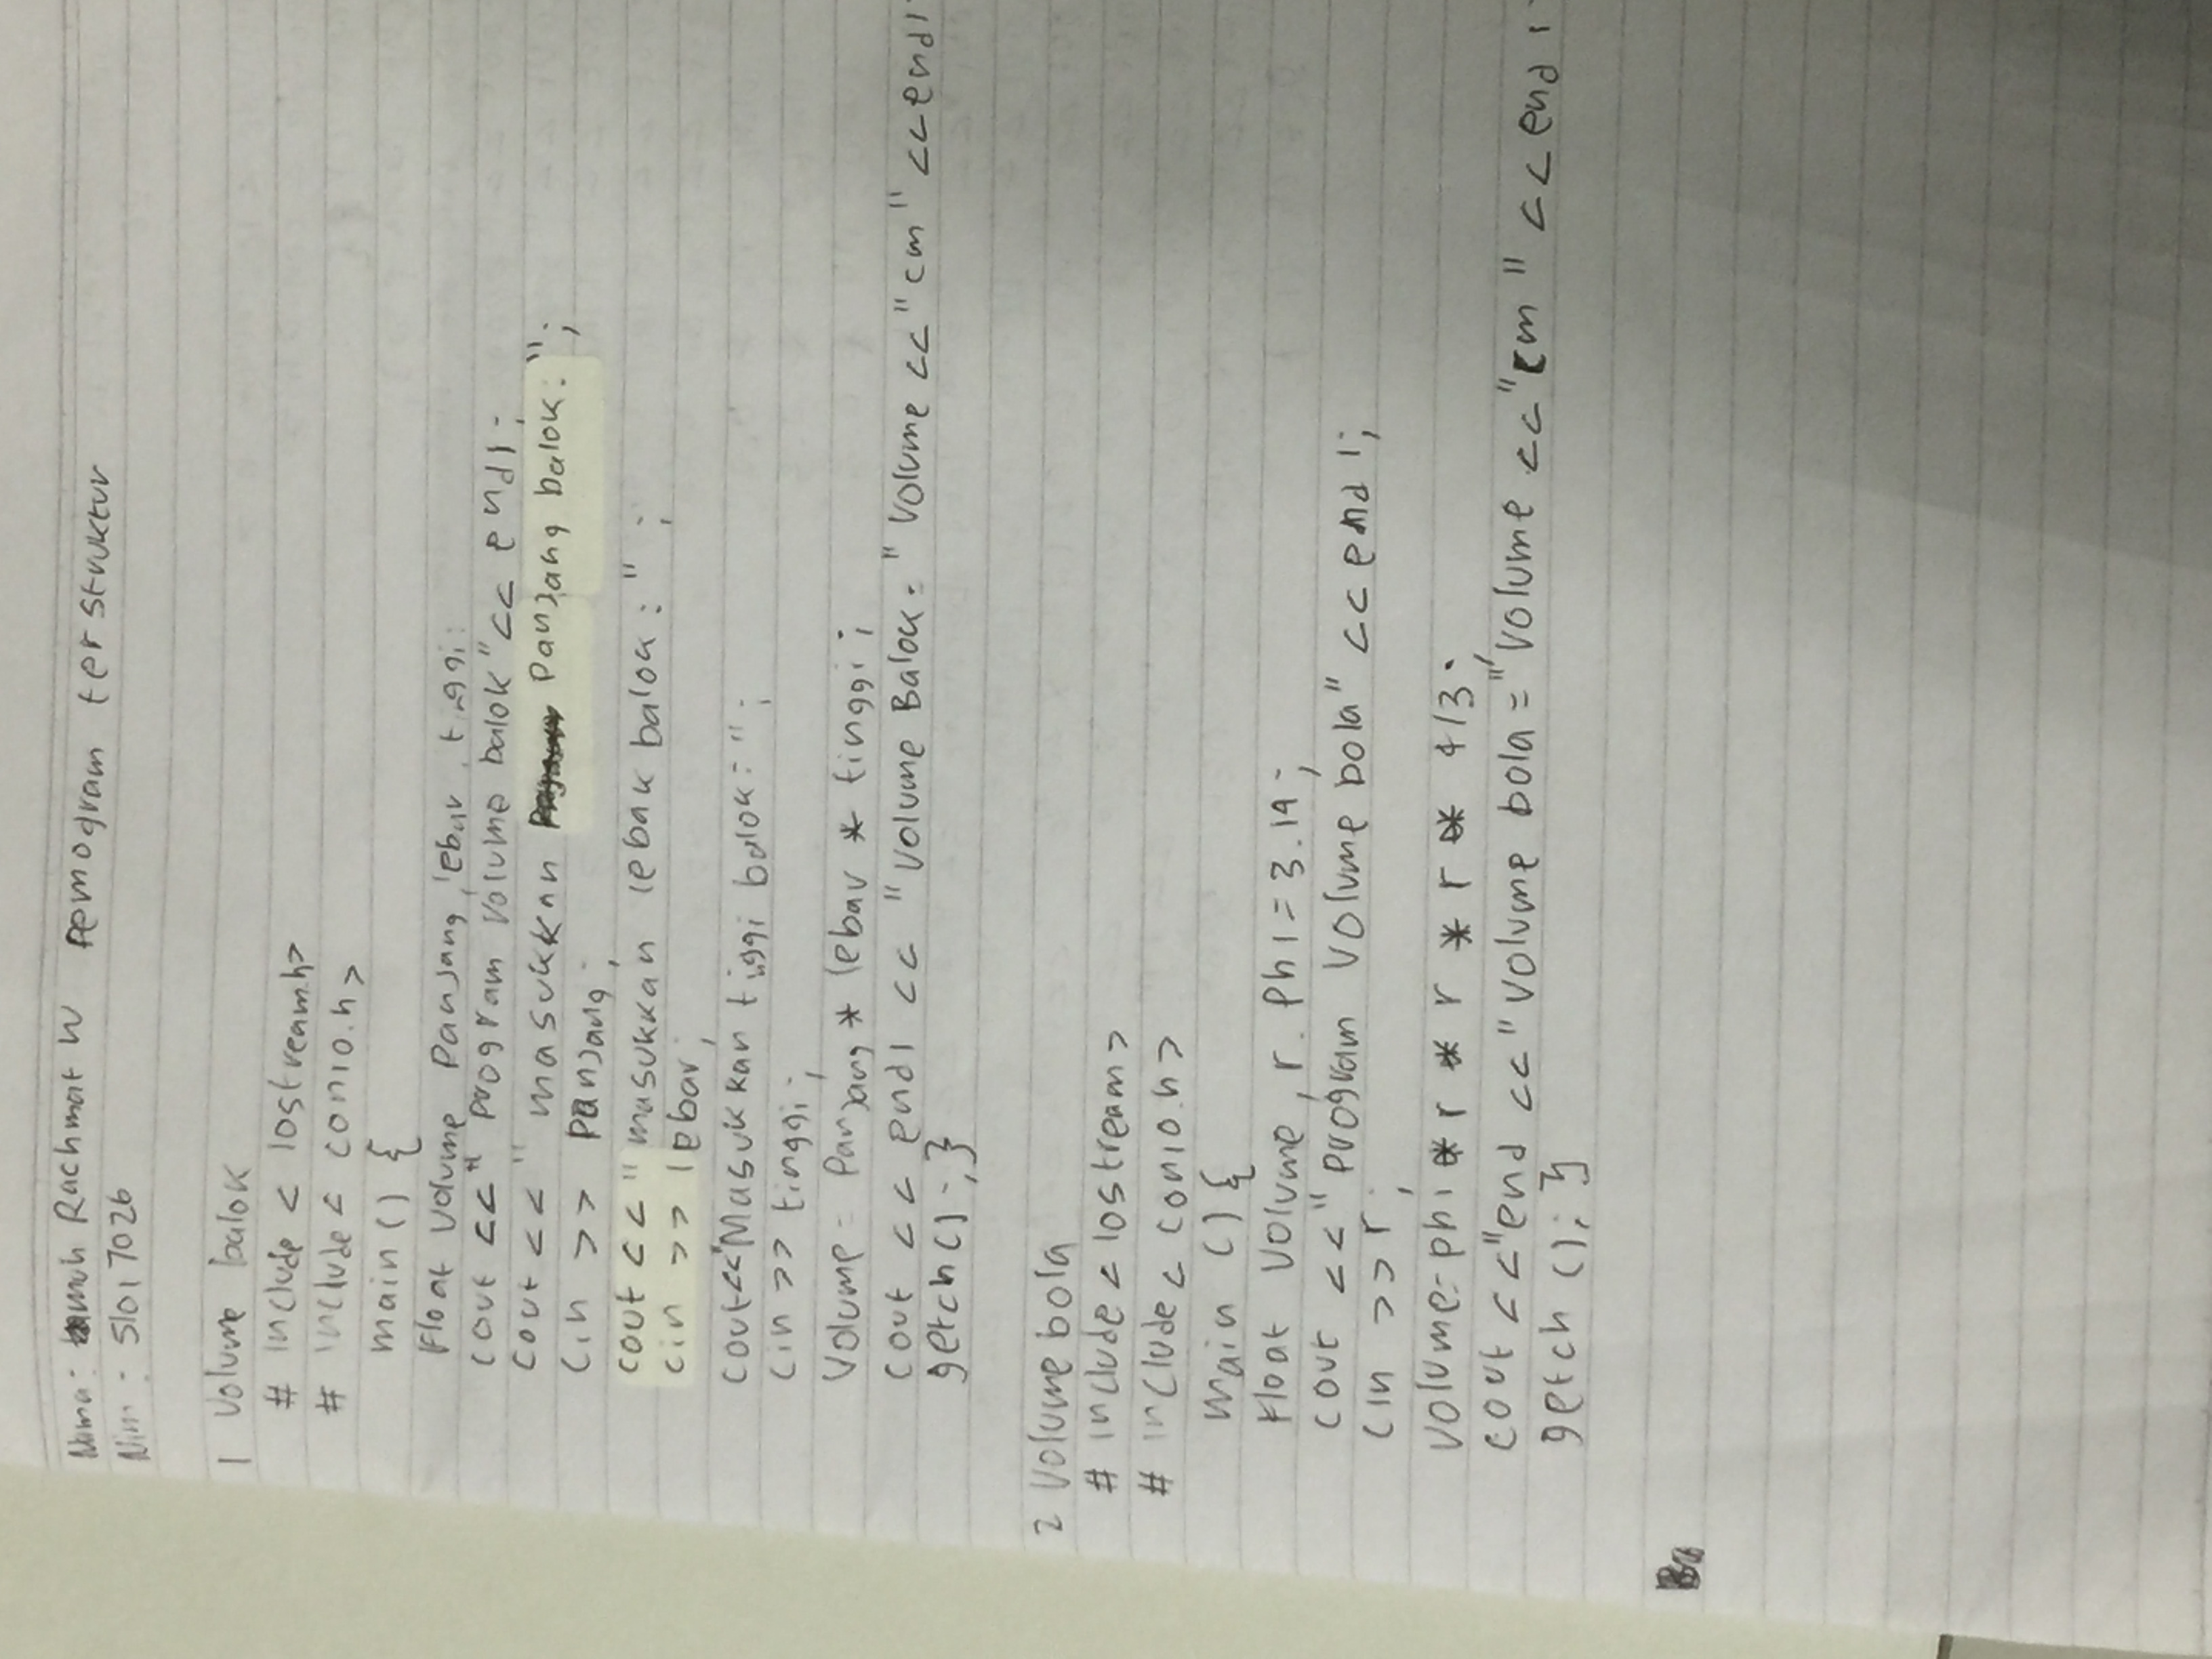 Nama: muh Rachmat W pemogram terstruktur
Nim : 51017026
1 Volume balok
# include < iostream.h>
# include < conio.h >
main () {
Float Volume Panjang, lebar, tinggi:
cout <<" program volume balok" << endl;
cout << " masukkan Panjang balok: ";
cin >> panjang;
cout << " masukkan lebak balok : " ;
cin >> lebar;
cout<<"Masukkan tiggi balok: " ;
cin >> tinggi;
Volume = Panjang * lebar * tinggi;
cout << endl << "Volume Balok = " Volume << "cm" << endl
getch () ; }
2 Volume bola
# include < iostream >
# include < conio.h >
main () {
Float Volume, r. Phi = 3.14;
cout << "program Volume bola" << endl;
cin >> r;
volume = phi * r * r * r * 4/3;
cout <<"end << "Volume bola = " Volume << "cm" << endl
getch (); }